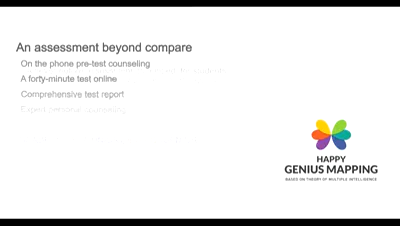 An assessment beyond compare
On the phone pre-test counseling
A forty-minute test online
Comprehensive test report
HAPPY
GENIUS MAPPING
BASED ON THEORY OF MULTIPLE INTELLIGENCE